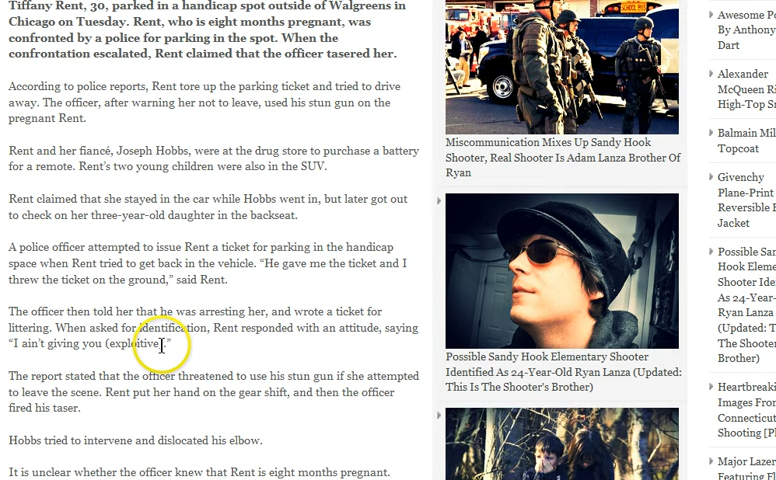 Tiffany Rent, 30, parked in a handicap spot outside of Walgreens in
Chicago on Tuesday. Rent, who is eight months pregnant, was
confronted by a police for parking in the spot. When the
confrontation escalated, Rent claimed that the officer tasered her.
According to police reports, Rent tore up the parking ticket and tried to drive
away. The officer, after warning her not to leave, used his stun gun on the
pregnant Rent.
Rent and her fiancé, Joseph Hobbs, were at the drug store to purchase a battery
for a remote. Rent's two young children were also in the SUV.
Rent claimed that she stayed in the car while Hobbs went in, but later got out
to check on her three-year-old daughter in the backseat.
A police officer attempted to issue Rent a ticket for parking in the handicap
space when Rent tried to get back in the vehicle. “He gave me the ticket and I
threw the ticket on the ground,” said Rent.
The officer then told her that he was arresting her, and wrote a ticket for
littering. When asked for identification, Rent responded with an attitude, saying
“I ain't giving you (exploitive).”
The report stated that the officer threatened to use his stun gun if she attempted
to leave the scene. Rent put her hand on the gear shift, and then the officer
fired his taser.
Hobbs tried to intervene and dislocated his elbow.
It is unclear whether the officer knew that Rent is eight months pregnant.
SCHOOL BUS
Miscommunication Mixes Up Sandy Hook
Shooter, Real Shooter Is Adam Lanza Brother Of
Ryan
Possible Sandy Hook Elementary Shooter
Identified As 24-Year-Old Ryan Lanza (Updated:
This Is The Shooter's Brother)
Awesome Po
By Anthony
Dart
Alexander
McQueen Ri
High-Top Sn
Balmain Mil
Topcoat
Givenchy
Plane-Print
Reversible B
Jacket
Possible San
Hook Eleme
Shooter Iden
As 24-Year-
Ryan Lanza
(Updated: T
The Shooter
Brother)
Heartbreaki
Images From
Connecticut
Shooting [Pl
Major Lazer
Featuring Fl